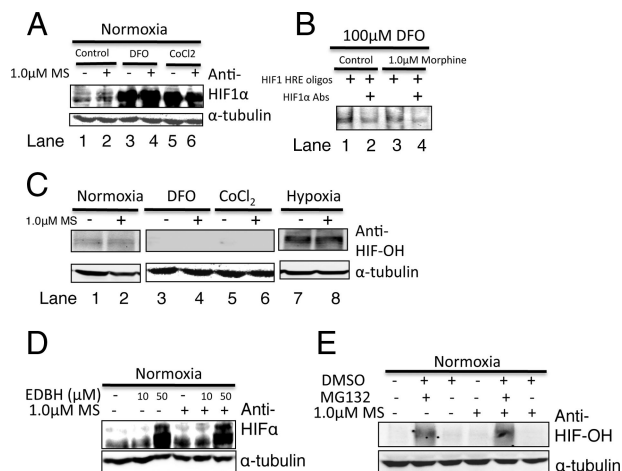 A
Normoxia
Control DFO CoCl2
1.0μM MS - + - + - + Anti-
HIF1α
α-tubulin
Lane 1 2 3 4 5 6
B
100μM DFO
Control 1.0μM Morphine
HIF1 HRE oligos + + + +
HIF1α Abs + +
Lane 1 2 3 4
C
Normoxia DFO CoCl2 Hypoxia
1.0μM MS - + - + - + - +
Anti-
HIF-OH
α-tubulin
Lane 1 2 3 4 5 6 7 8
D
Normoxia
EDBH (μM) - 10 50 - 10 50
1.0μM MS - - - + + + Anti-
HIFα
α-tubulin
E
Normoxia
DMSO - + + - + +
MG132 - + - - + -
1.0μM MS - - - + + + Anti-
HIF-OH
α-tubulin